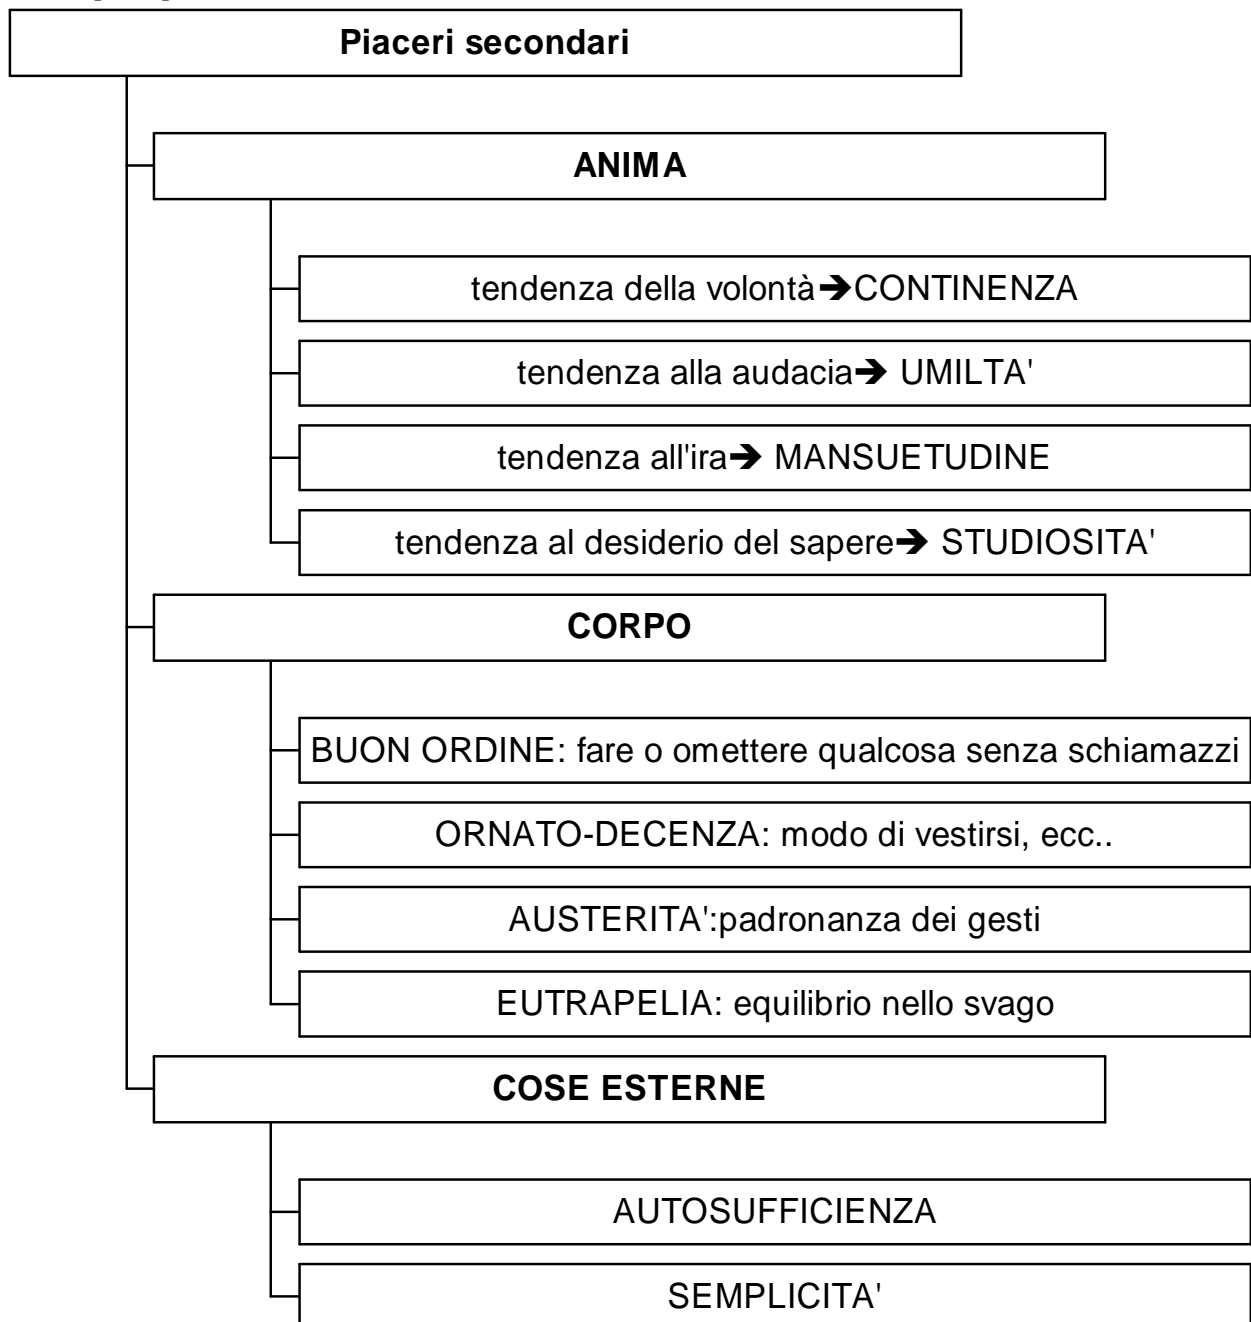 Piaceri secondari
ANIMA
tendenza della volontà➔CONTINENZA
tendenza alla audacia➔ UMILTA'
tendenza all'ira➔ MANSUETUDINE
tendenza al desiderio del sapere➔ STUDIOSITA'
CORPO
BUON ORDINE: fare o omettere qualcosa senza schiamazzi
ORNATO-DECENZA: modo di vestirsi, ecc..
AUSTERITA':padronanza dei gesti
EUTRAPELIA: equilibrio nello svago
COSE ESTERNE
AUTOSUFFICIENZA
SEMPLICITA'